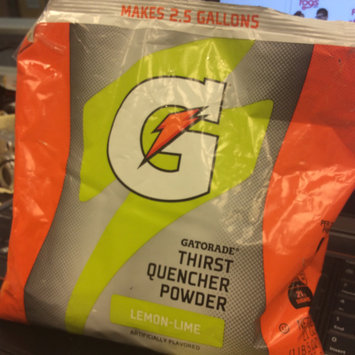 MAKES 2.5 GALLONS
G
GATORADE®
THIRST
QUENCHER
POWDER
LEMON-LIME
ARTIFICIALLY FLAVORED